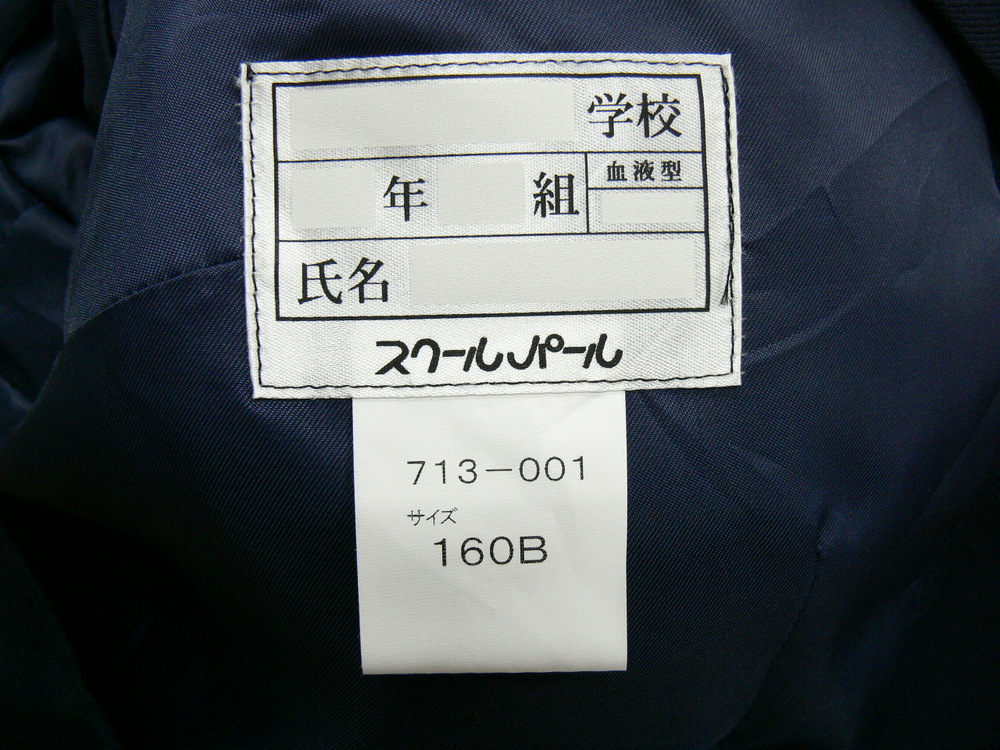 学校
年 組 血液型
氏名
スクールパール
713-001
サイズ
160B